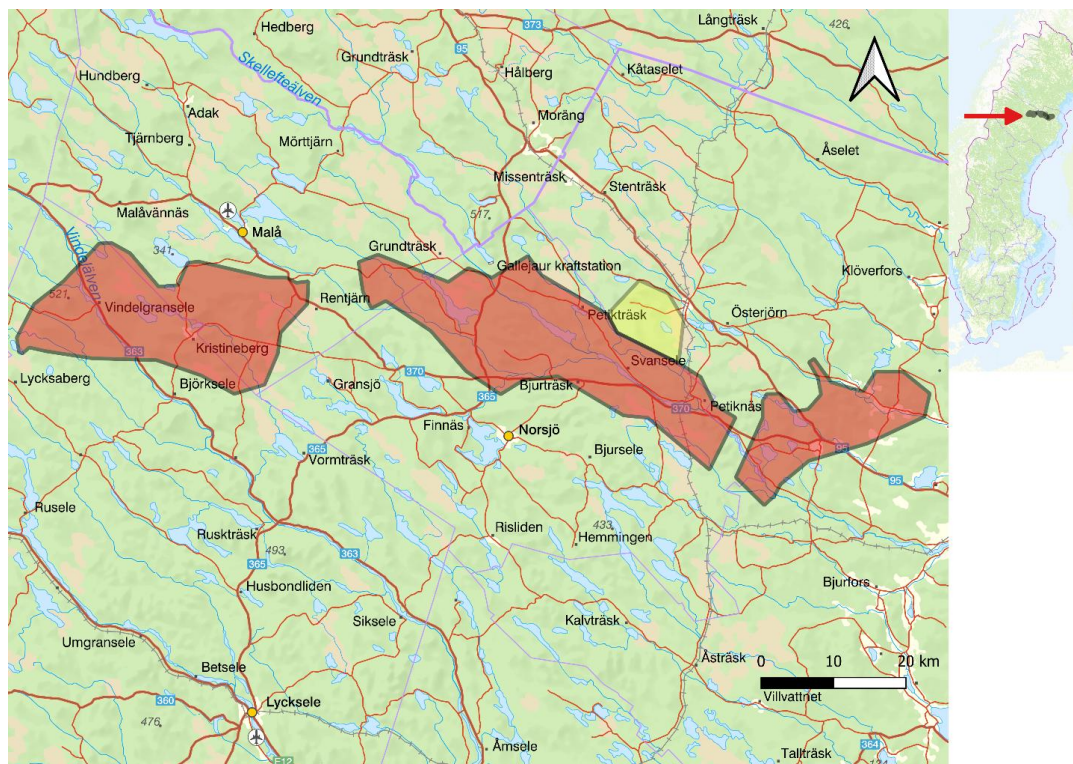 Långträsk
426
Hedberg
373
95
Grundträsk
Hålberg
Kåtaselet
Hundberg
Skellefteälven
Adak
Moräng
Tjärnberg
Mörttjärn
Åselet
Missenträsk
Stenträsk
Malåvännäs
517
Malå
Vindelälven
341
Grundträsk
Gallejaur kraftstation
Klöverfors
521
Vindelgransele
Rentjärn
Petikträsk
Österjörn
Kristineberg
363
Svansele
Lycksaberg
Björksele
Gransjö
370
Bjurträsk
365
370
Petiknäs
Finnäs
Norsjö
95
365
Vormträsk
Bjursele
95
Rusele
Ruskträsk
Risliden
433
Hemmingen
493
363
365
Husbondliden
Bjurfors
Siksele
Kalvträsk
Umgransele
Betsele
Åsträsk
0 10 20 km
Villvattnet
360
Lycksele
476
Åmsele
364
Tallträsk
E12